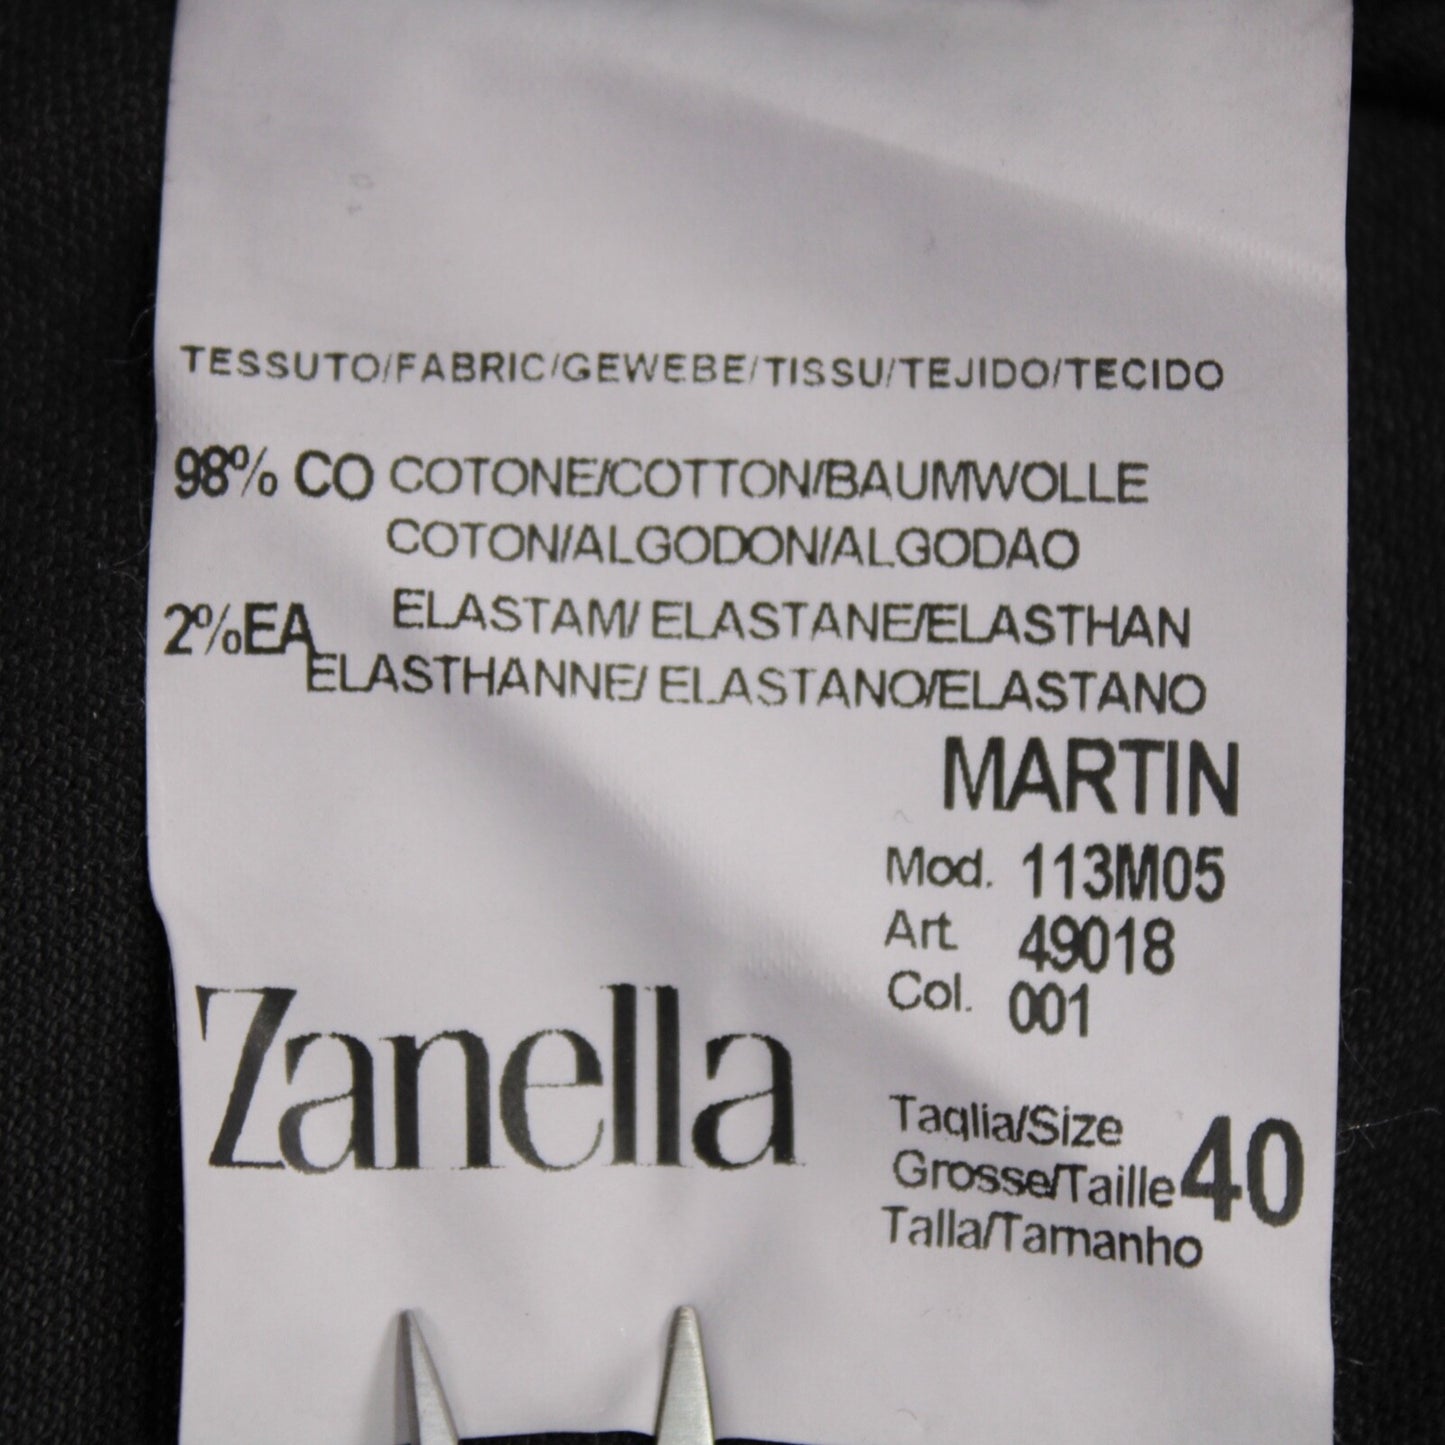 TESSUTO/FABRIC/GEWEBE/TISSU/TEJIDO/TECIDO
98% CO COTONE/COTTON/BAUMWOLLE
COTON/ALGODON/ALGODAO
2%EA ELASTAM/ ELASTANE/ELASTHAN
ELASTHANNE/ ELASTANO/ELASTANO
MARTIN
Mod. 113M05
Art. 49018
Col. 001
Zanella
Taglia/Size
Grosse/Taille 40
Talla/Tamanho